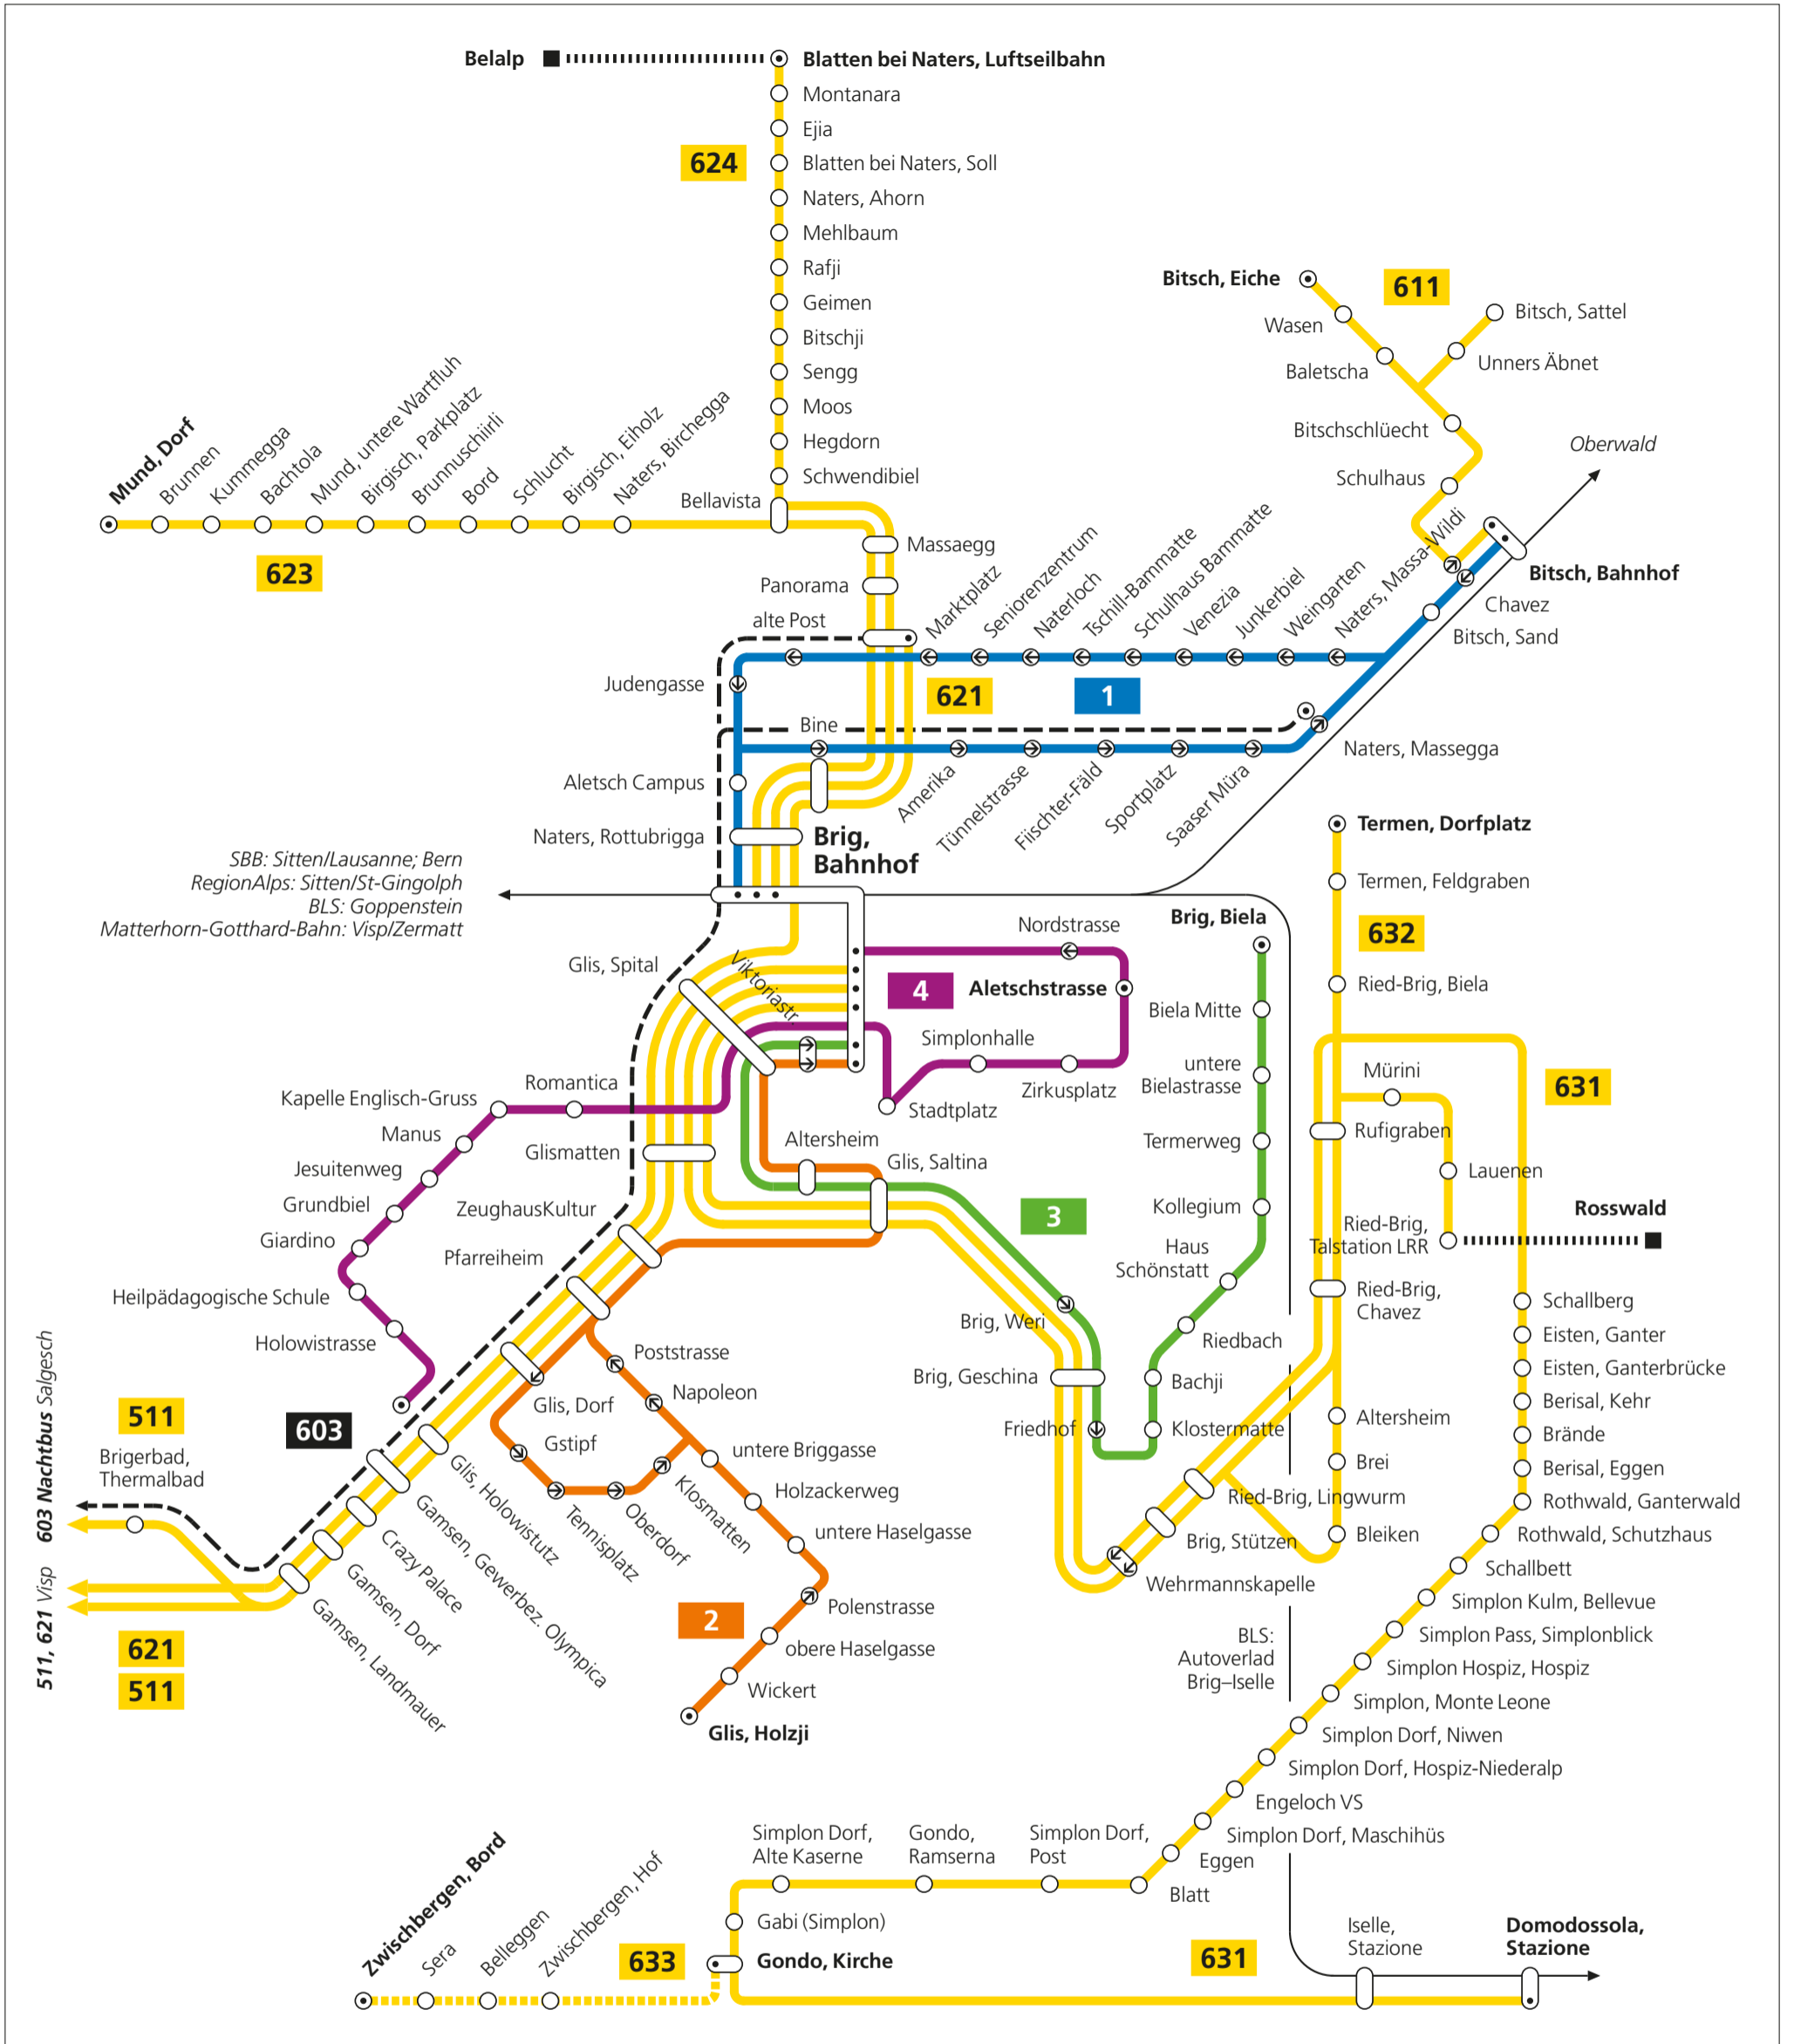 Belalp
Blatten bei Naters, Luftseilbahn
Montanara
Ejia
624
Blatten bei Naters, Soll
Naters, Ahorn
Mehlbaum
Rafji
Geimen
Bitschji
Sengg
Moos
Hegdorn
Schwendibiel
Bellavista
Bitsch, Eiche
611
Wasen
Bitsch, Sattel
Baletscha
Unners Äbnet
Bitschschlüecht
Schulhaus
Oberwald
Mund, Dorf
Brunnen
Kummegga
Bachtola
Mund, untere Wartfluh
Birgisch, Parkplatz
Brunnuschiirli
Bord
Schlucht
Birgisch, Eiholz
Naters, Birchegga
623
Massaegg
Panorama
alte Post
Marktplatz
Seniorenzentrum
Naterloch
Tschill-Bammatte
Schulhaus Bammatte
Venezia
Junkerbiel
Weingarten
Naters, Massa-Wildi
Bitsch, Bahnhof
Chavez
Bitsch, Sand
Judengasse
621
1
Bine
Naters, Massegga
Aletsch Campus
Amerika
Tünnelstrasse
Fiischter-Fäld
Sportplatz
Saaser Müra
Naters, Rottubrigga
Brig,
Bahnhof
SBB: Sitten/Lausanne; Bern
RegionAlps: Sitten/St-Gingolph
BLS: Goppenstein
Matterhorn-Gotthard-Bahn: Visp/Zermatt
Termen, Dorfplatz
Termen, Feldgraben
632
Ried-Brig, Biela
Brig, Biela
Nordstrasse
Glis, Spital
Viktoriastr.
4
Aletschstrasse
Biela Mitte
Simplonhalle
untere
Bielastrasse
Zirkusplatz
Stadtplatz
Mürini
631
Rufigraben
Termerweg
Lauenen
Romantica
Kapelle Englisch-Gruss
Manus
Jesuitenweg
Grundbiel
Giardino
Heilpädagogische Schule
Holowistrasse
Glismatten
Altersheim
Glis, Saltina
ZeughausKultur
Pfarreiheim
3
Kollegium
Haus
Schönstatt
Ried-Brig,
Talstation LRR
Rosswald
Ried-Brig,
Chavez
Schallberg
Eisten, Ganter
Eisten, Ganterbrücke
Berisal, Kehr
Brände
Berisal, Eggen
Rothwald, Ganterwald
Rothwald, Schutzhaus
Schallbett
Simplon Kulm, Bellevue
Simplon Pass, Simplonblick
Simplon Hospiz, Hospiz
Simplon, Monte Leone
Simplon Dorf, Niwen
Simplon Dorf, Hospiz-Niederalp
Engeloch VS
Simplon Dorf, Maschihüs
Eggen
Blatt
Brig, Weri
Riedbach
Brig, Geschina
Bachji
Friedhof
Klostermatte
Altersheim
Brei
Ried-Brig, Lingwurm
Bleiken
Brig, Stützen
Wehrmannskapelle
Poststrasse
Napoleon
Glis, Dorf
Gstipf
untere Briggasse
Holzackerweg
untere Haselgasse
Klosmatten
Oberdorf
Tennisplatz
Polenstrasse
obere Haselgasse
Wickert
Glis, Holzji
2
511
Brigerbad,
Thermalbad
603
Glis, Holowistutz
Gamsen, Gewerbez. Olympica
Crazy Palace
Gamsen, Dorf
Gamsen, Landmauer
603 Nachtbus Salgesch
511, 621 Visp
621
511
BLS:
Autoverlad
Brig–Iselle
Simplon Dorf,
Alte Kaserne
Gondo,
Ramserna
Simplon Dorf,
Post
Gabi (Simplon)
Gondo, Kirche
Zwischbergen, Bord
Sera
Belleggen
Zwischbergen, Hof
633
631
Iselle,
Stazione
Domodossola,
Stazione